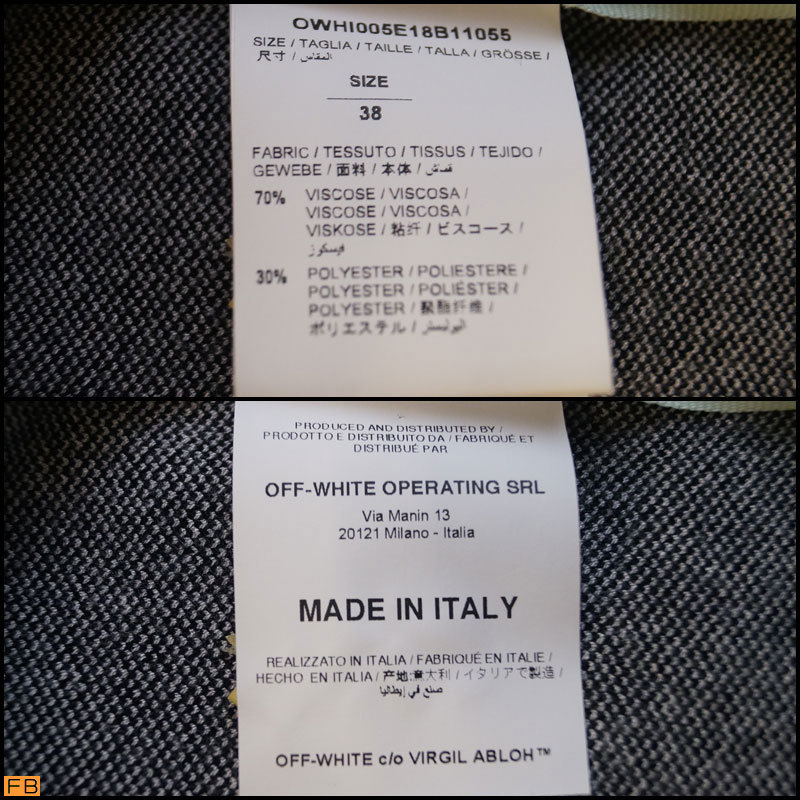 OWHI005E18B11055
SIZE / TAGLIA / TAILLE / TALLA / GRÖSSE /
尺寸 / المقاس
SIZE
38
FABRIC / TESSUTO / TISSUS / TEJIDO /
GEWEBE / 面料 / 本体 / قماش
70% VISCOSE / VISCOSA /
VISCOSE / VISCOSA /
VISKOSE / 粘纤 / ビスコース /
فيسكوز
30% POLYESTER / POLIESTERE /
POLYESTER / POLIÉSTER /
POLYESTER / 聚酯纤维 /
ポリエステル / البوليستر
PRODUCED AND DISTRIBUTED BY /
PRODOTTO E DISTRIBUITO DA / FABRIQUÉ ET
DISTRIBUÉ PAR
OFF-WHITE OPERATING SRL
Via Manin 13
20121 Milano - Italia
MADE IN ITALY
REALIZZATO IN ITALIA / FABRIQUÉ EN ITALIE /
HECHO EN ITALIA / 产地:意大利 / イタリアで製造 /
صنع في إيطاليا
OFF-WHITE c/o VIRGIL ABLOH™
FB